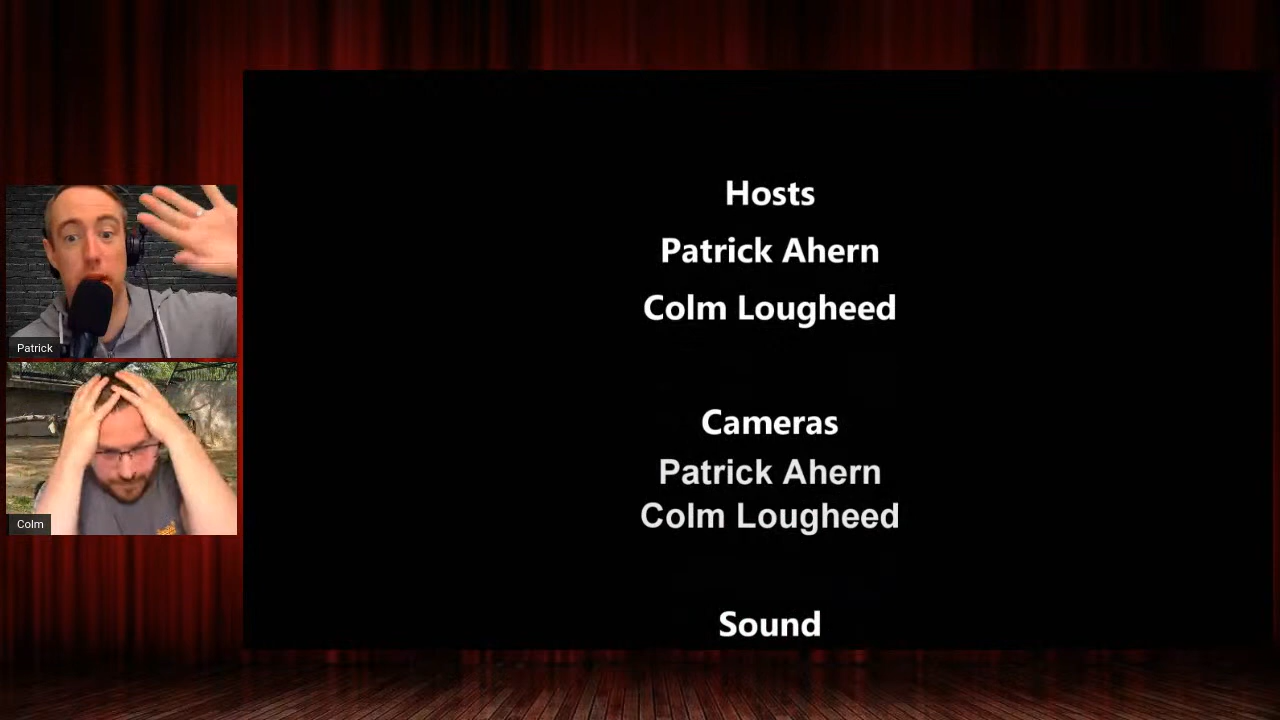 Hosts
Patrick Ahern
Colm Lougheed
Cameras
Patrick Ahern
Colm Lougheed
Sound
Patrick
Colm